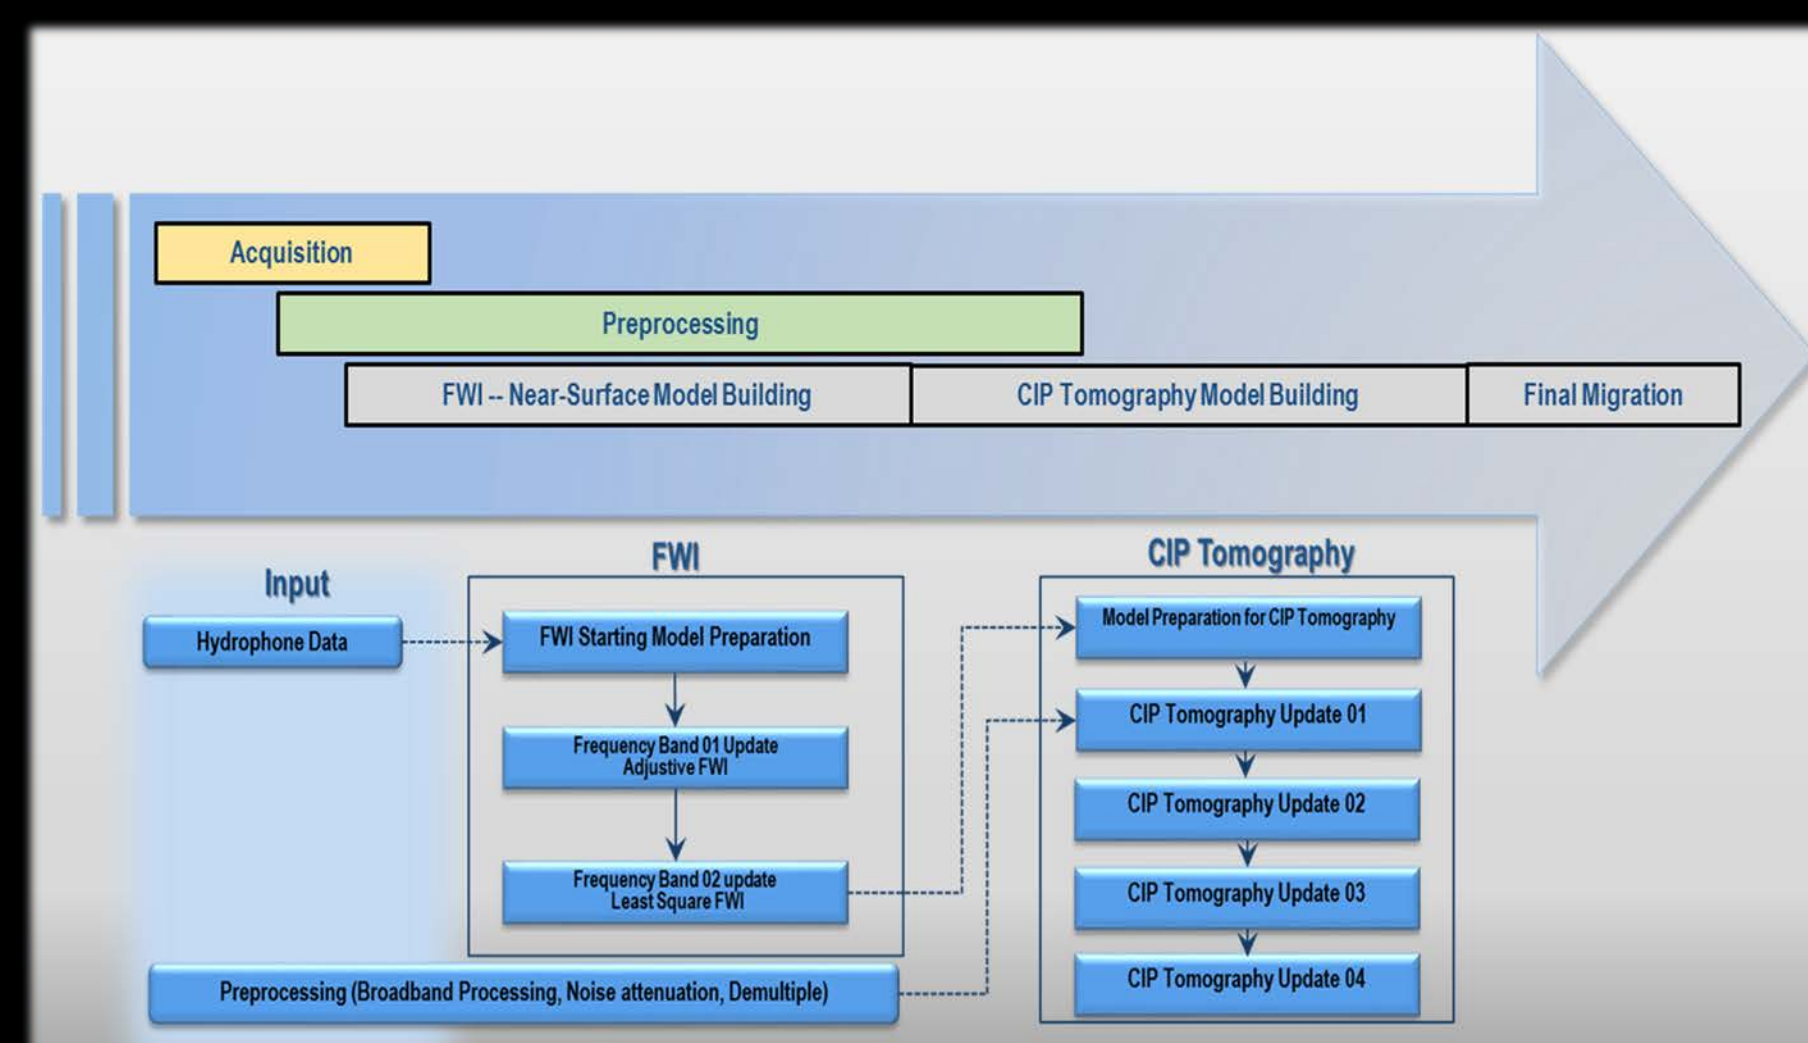 Acquisition
Preprocessing
FWI -- Near-Surface Model Building
CIP Tomography Model Building
Final Migration
Input
Hydrophone Data
FWI
FWI Starting Model Preparation
Frequency Band 01 Update
Adjustive FWI
Frequency Band 02 update
Least Square FWI
Preprocessing (Broadband Processing, Noise attenuation, Demultiple)
CIP Tomography
Model Preparation for CIP Tomography
CIP Tomography Update 01
CIP Tomography Update 02
CIP Tomography Update 03
CIP Tomography Update 04